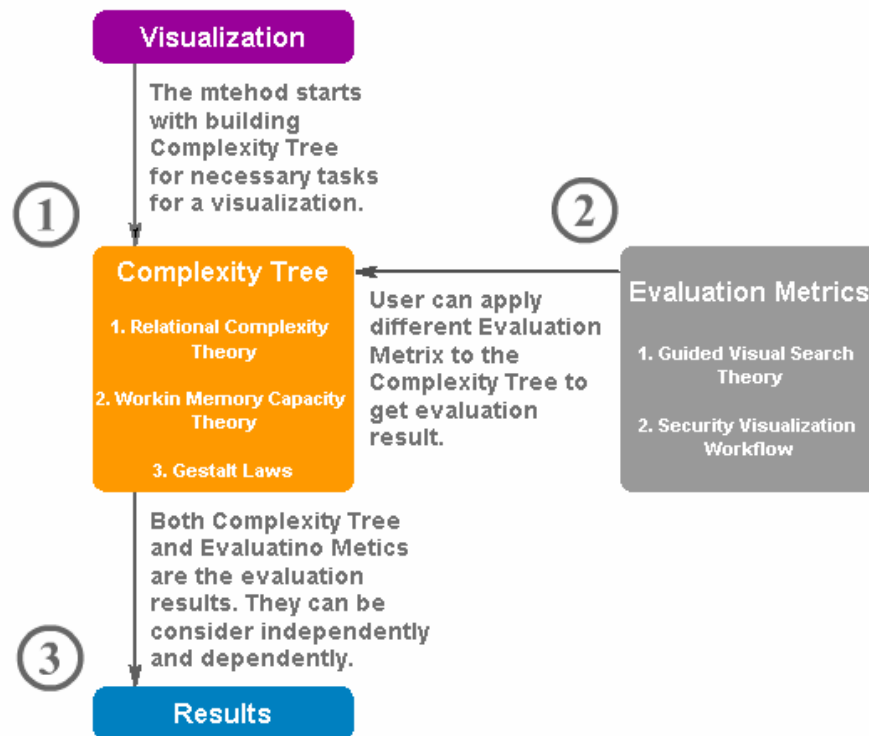 Visualization
The mtehod starts
with building
Complexity Tree
for necessary tasks
for a visualization.
1
2
Complexity Tree
1. Relational Complexity
Theory
2. Workin Memory Capacity
Theory
3. Gestalt Laws
User can apply
different Evaluation
Metrix to the
Complexity Tree to
get evaluation
result.
Evaluation Metrics
1. Guided Visual Search
Theory
2. Security Visualization
Workflow
Both Complexity Tree
and Evaluatino Metics
are the evaluation
results. They can be
consider independently
and dependently.
3
Results